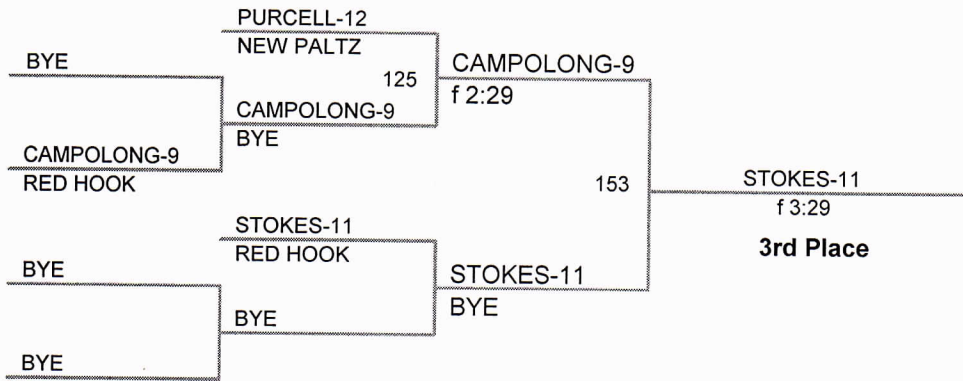 PURCELL-12
NEW PALTZ
BYE
125
CAMPOLONG-9
f 2:29
CAMPOLONG-9
BYE
CAMPOLONG-9
RED HOOK
153
STOKES-11
f 3:29
3rd Place
STOKES-11
RED HOOK
BYE
STOKES-11
BYE
BYE
BYE